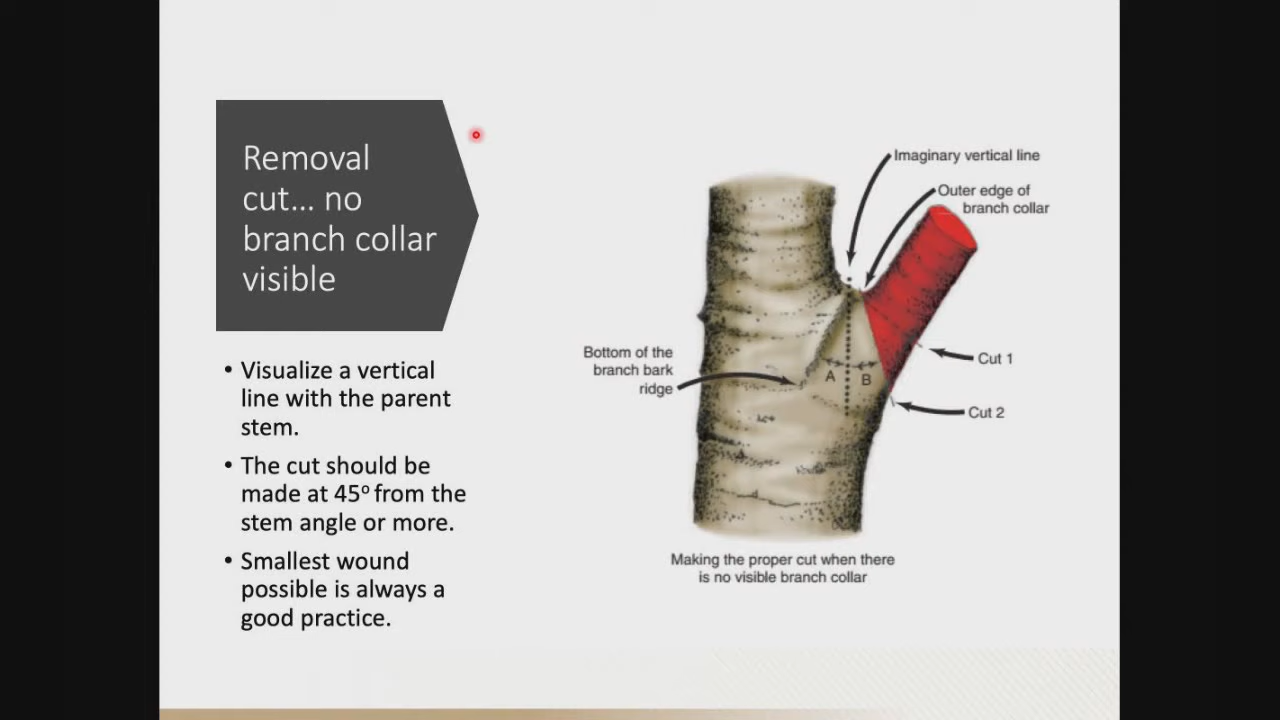 Removal
cut... no
branch collar
visible
• Visualize a vertical
line with the parent
stem.
• The cut should be
made at 45º from the
stem angle or more.
• Smallest wound
possible is always a
good practice.
Imaginary vertical line
Outer edge of
branch collar
Bottom of the
branch bark
ridge
A
B
Cut 1
Cut 2
Making the proper cut when there
is no visible branch collar